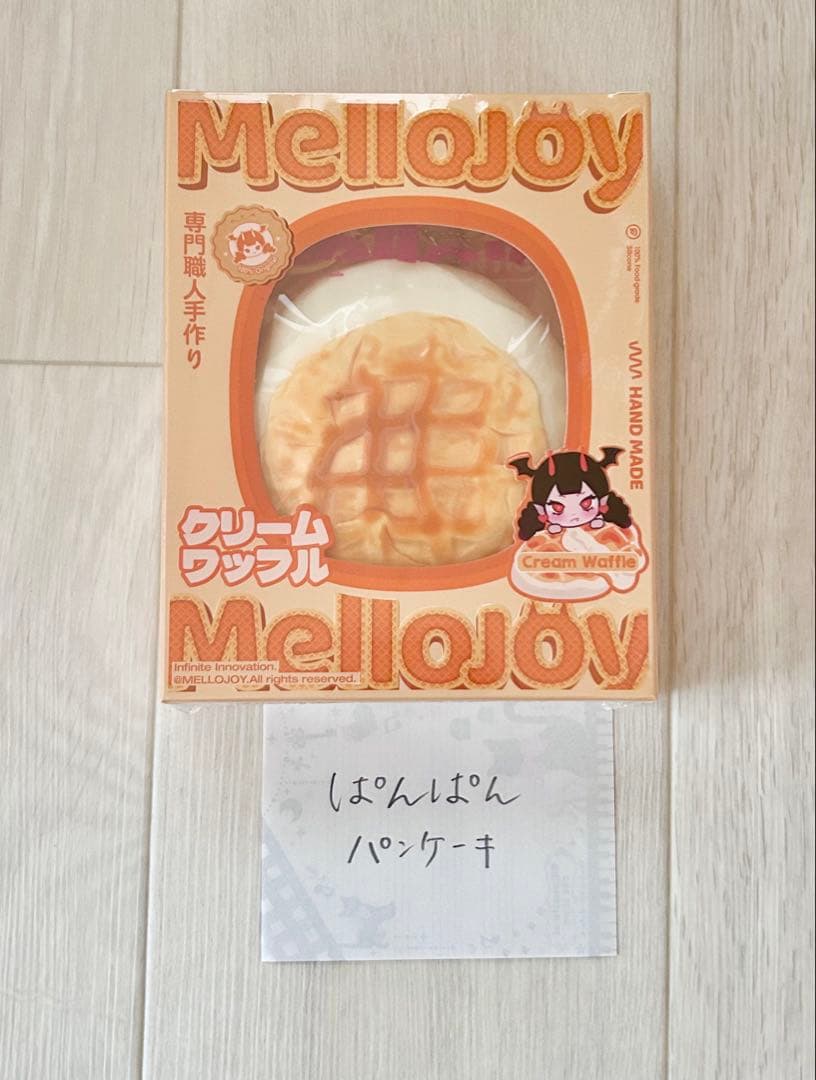 Mellojoy
専門職人手作り
100% Food-grade
Silicone
HAND MADE
クリーム
ワッフル
Cream Waffle
Mellojoy
Infinite Innovation.
@MELLOJOY.All rights reserved.
ぱんぱん
パンケーキ